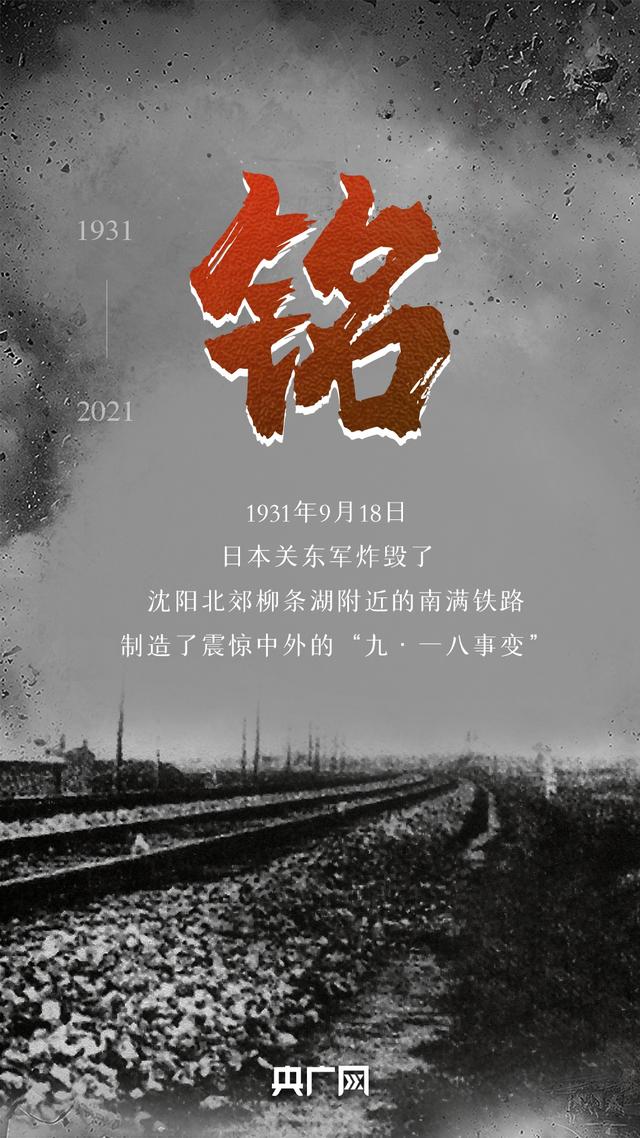 铭
1931
2021
1931年9月18日
日本关东军炸毁了
沈阳北郊柳条湖附近的南满铁路
制造了震惊中外的“九·一八事变”
央广网